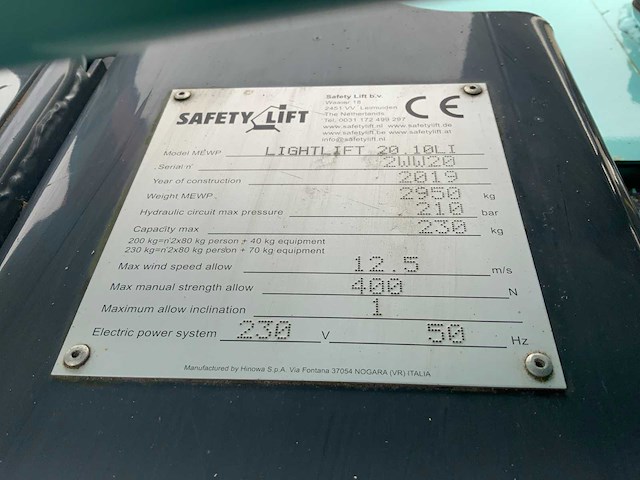 SAFETY LIFT
Safety Lift b.v.
2451 VV Leimuiden
The Netherlands
Tel: 0031 172 499 297
www.safetylift.nl www.safetylift.de
www.safetylift.be www.safetylift.at
info@safetylift.nl
CE
Model MEWP LIGHTLIFT 20.10LI
Serial n° 2WW20
Year of construction 2019
Weight MEWP 2950 kg
Hydraulic circuit max pressure 210 bar
Capacity max 230 kg
200 kg=n°2x80 kg person + 40 kg equipment
230 kg=n°2x80 kg person + 70 kg equipment
Max wind speed allow 12.5 m/s
Max manual strength allow 400 N
Maximum allow inclination 1
Electric power system 230 V 50 Hz
Manufactured by Hinowa S.p.A. Via Fontana 37054 NOGARA (VR) ITALIA